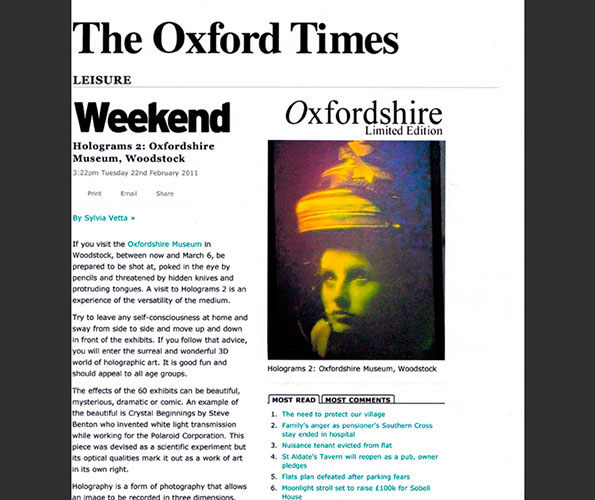 The Oxford Times
LEISURE
Weekend
Holograms 2: Oxfordshire
Museum, Woodstock
3:22pm Tuesday 22nd February 2011
Print Email Share
By Sylvia Vetta »
If you visit the Oxfordshire Museum in
Woodstock, between now and March 6, be
prepared to be shot at, poked in the eye by
pencils and threatened by hidden knives and
protruding tongues. A visit to Holograms 2 is an
experience of the versatility of the medium.
Try to leave any self-consciousness at home and
sway from side to side and move up and down
in front of the exhibits. If you follow that advice,
you will enter the surreal and wonderful 3D
world of holographic art. It is good fun and
should appeal to all age groups.
The effects of the 60 exhibits can be beautiful,
mysterious, dramatic or comic. An example of
the beautiful is Crystal Beginnings by Steve
Benton who invented white light transmission
while working for the Polaroid Corporation. This
piece was devised as a scientific experiment but
its optical qualities mark it out as a work of art
in its own right.
Holography is a form of photography that allows
an image to be recorded in three dimensions.
Oxfordshire
Limited Edition
Holograms 2: Oxfordshire Museum, Woodstock
MOST READ MOST COMMENTS
1. The need to protect our village
2. Family's anger as pensioner's Southern Cross
stay ended in hospital
3. Nuisance tenant evicted from flat
4. St Aldate's Tavern will reopen as a pub, owner
pledges
5. Flats plan defeated after parking fears
6. Moonlight stroll set to raise £100k for Sobell
House